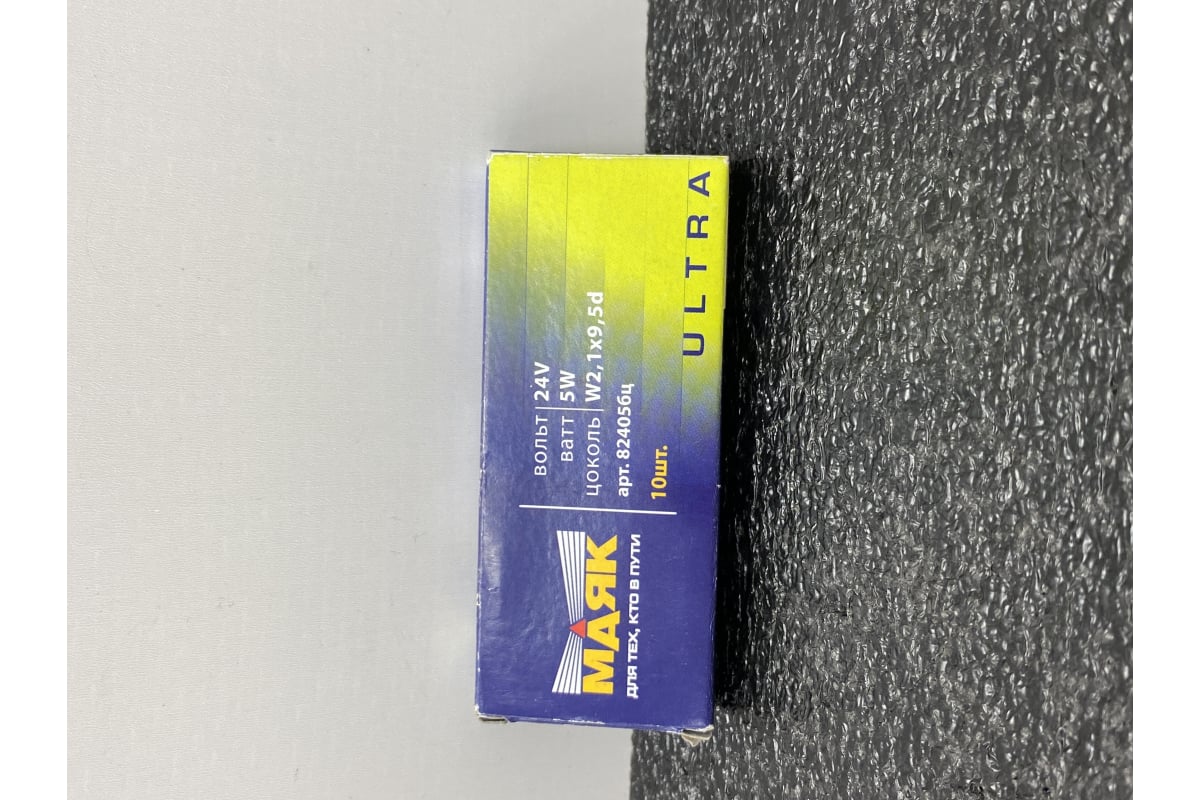 МАЯК
ДЛЯ ТЕХ, КТО В ПУТИ
вольт | 24V
ватт | 5W
цоколь | W2,1x9,5d
арт. 82405бц
10шт.
ULTRA